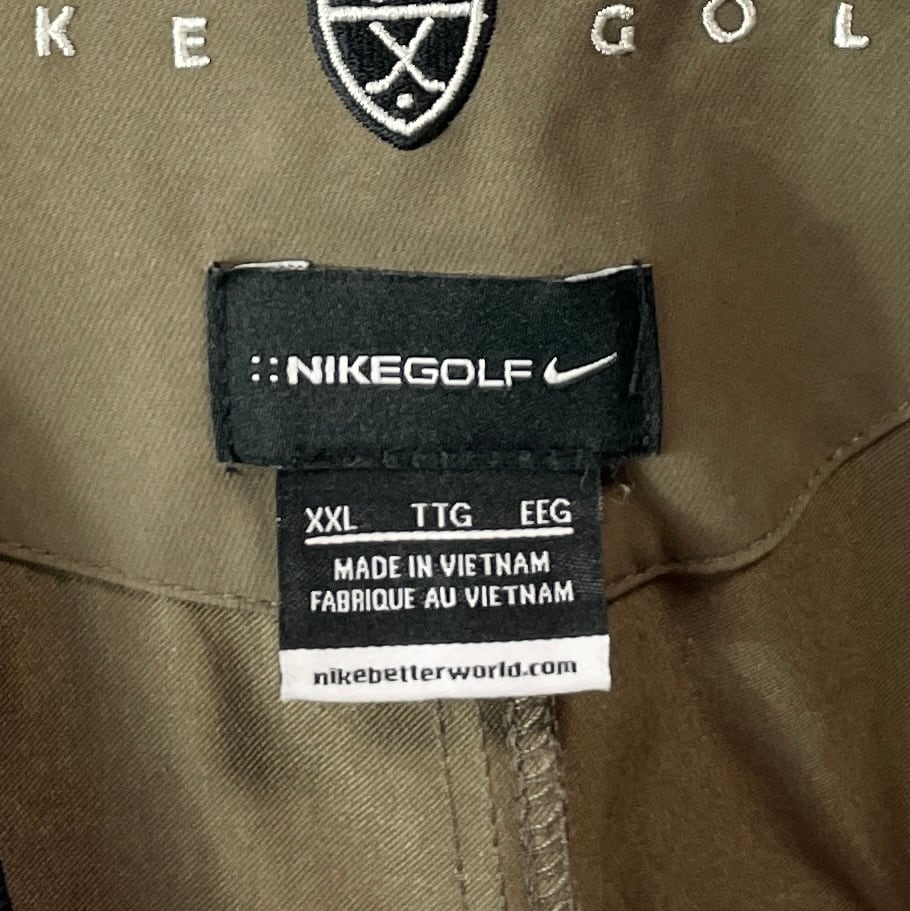 K E G O L
::NIKEGOLF
XXL TTG EEG
MADE IN VIETNAM
FABRIQUE AU VIETNAM
nikebetterworld.com